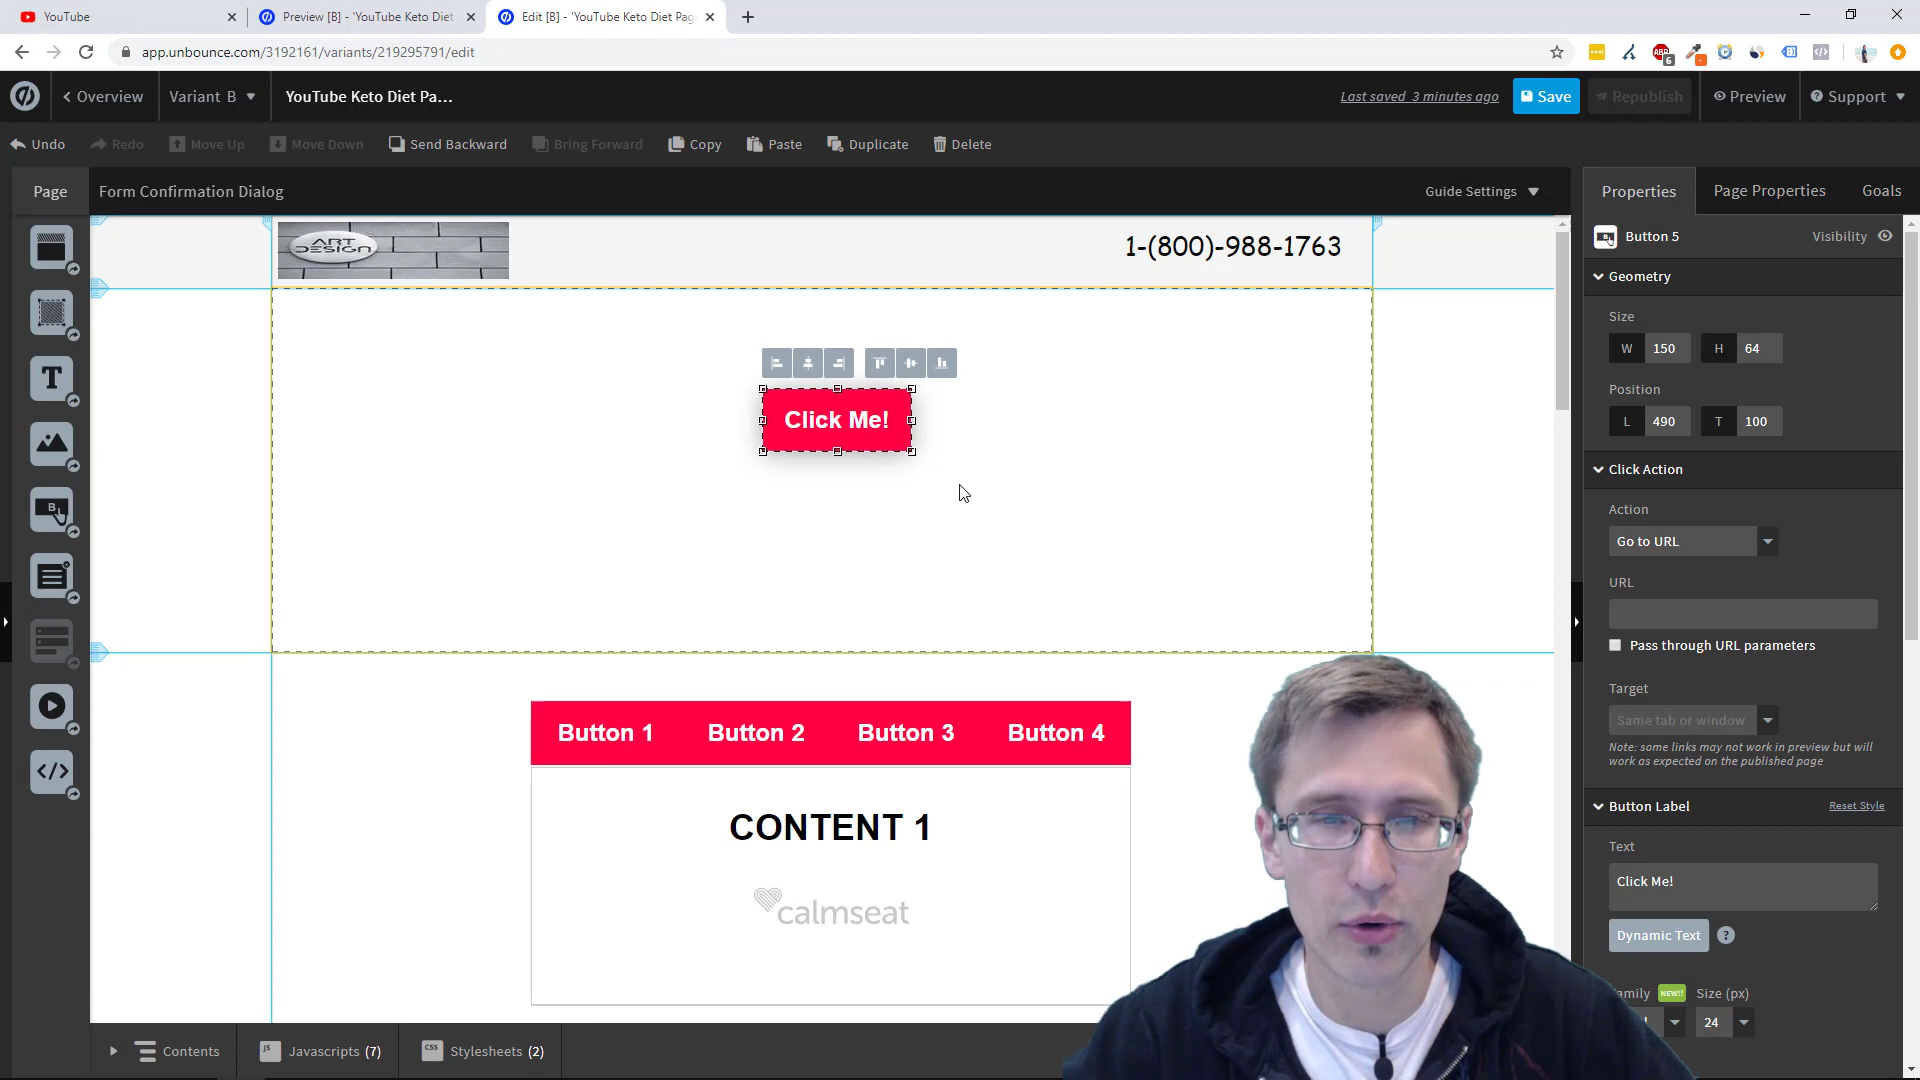 YouTube
Preview [B] - 'YouTube Keto Diet
Edit [B] - 'YouTube Keto Diet Pag
app.unbounce.com/3192161/variants/219295791/edit
6
Overview
Variant B
YouTube Keto Diet Pa...
Last saved 3 minutes ago
Save
Republish
Preview
Support
Undo
Redo
Move Up
Move Down
Send Backward
Bring Forward
Copy
Paste
Duplicate
Delete
Page
Form Confirmation Dialog
Guide Settings
Properties
Page Properties
Goals
ART
DESIGN
1-(800)-988-1763
Button 5
Visibility
Geometry
Size
W 150 H 64
Position
L 490 T 100
Click Me!
Click Action
Action
Go to URL
URL
Pass through URL parameters
Target
Same tab or window
Note: some links may not work in preview but will
work as expected on the published page
Button 1 Button 2 Button 3 Button 4
CONTENT 1
calmseat
Button Label
Reset Style
Text
Click Me!
Dynamic Text
?
amily NEW!! Size (px)
24
Contents
JS Javascripts (7)
CSS Stylesheets (2)